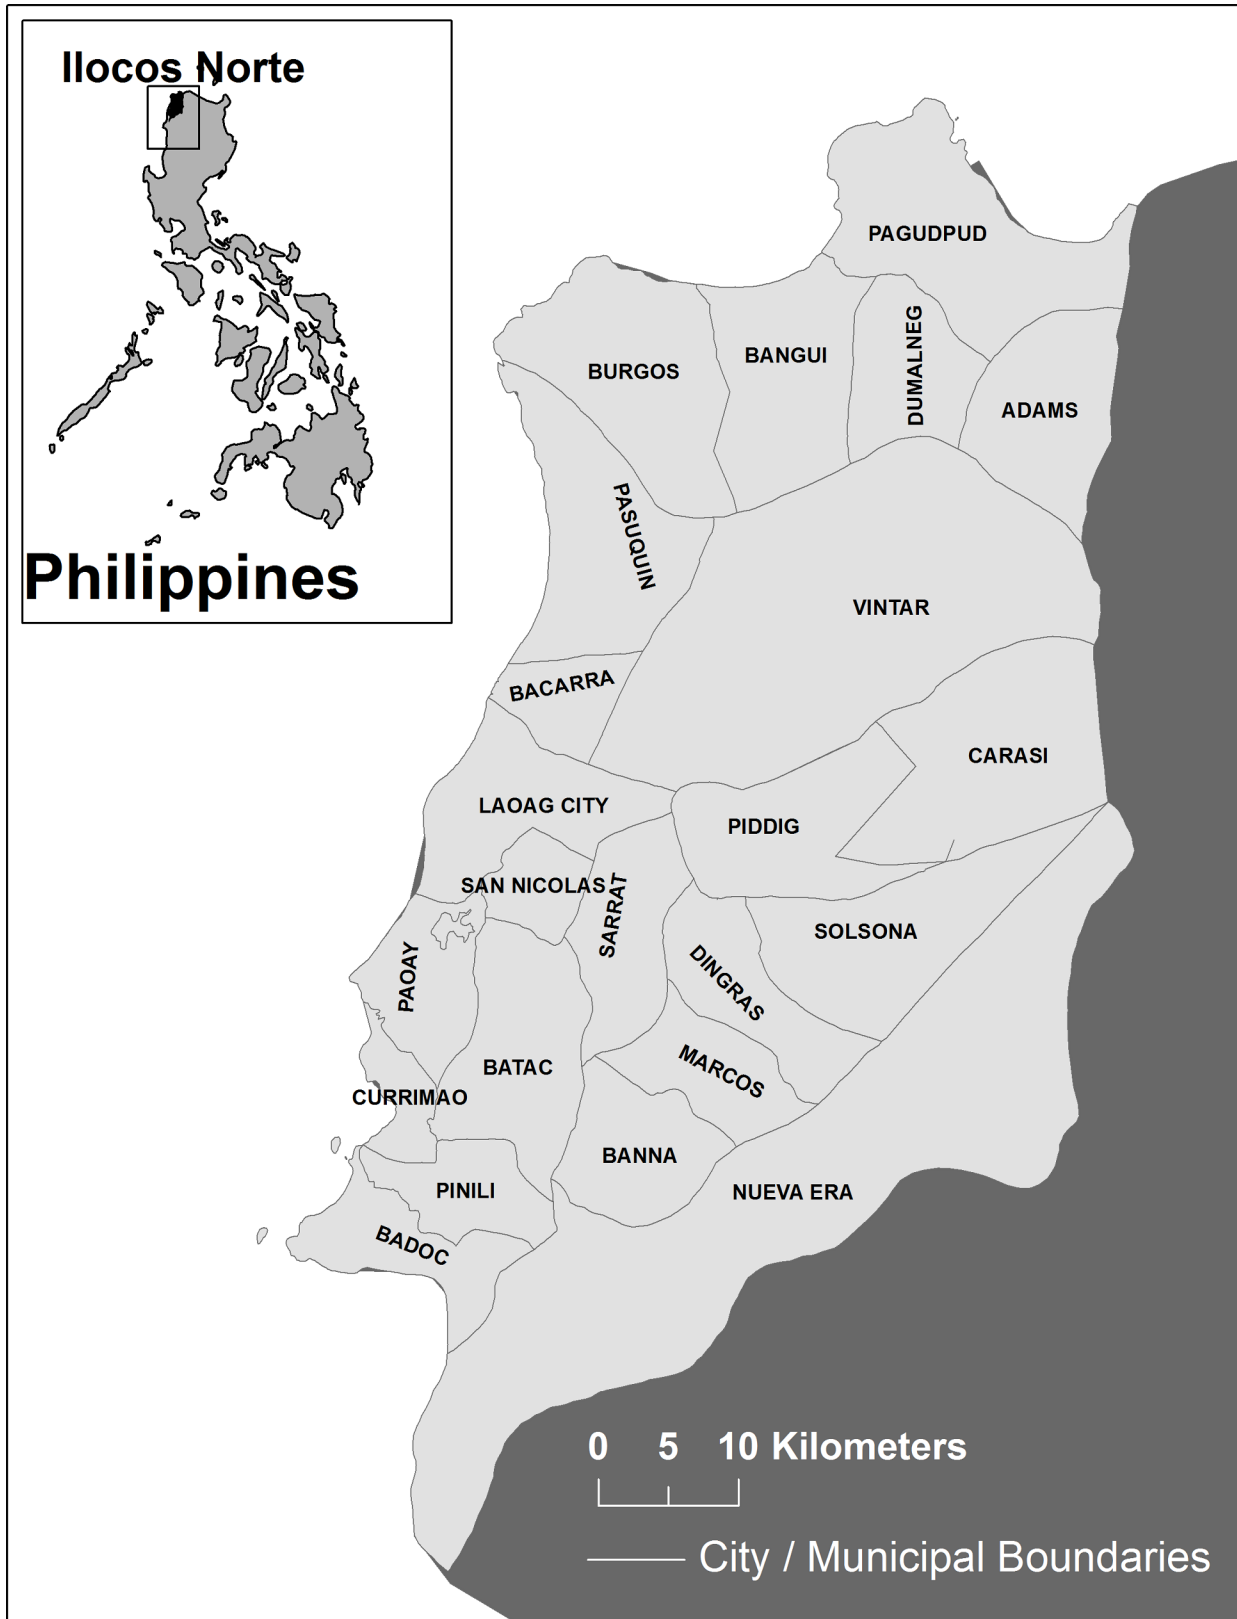 Ilocos Norte
Philippines
PAGUDPUD
DUMALNEG
BANGUI
BURGOS
ADAMS
PASUQUIN
VINTAR
BACARRA
CARASI
LAOAG CITY
PIDDIG
SAN NICOLAS
SARRAT
SOLSONA
PAOAY
DINGRAS
BATAC
MARCOS
CURRIMAO
BANNA
PINILI
NUEVA ERA
BADOC
0 5 10 Kilometers
City / Municipal Boundaries